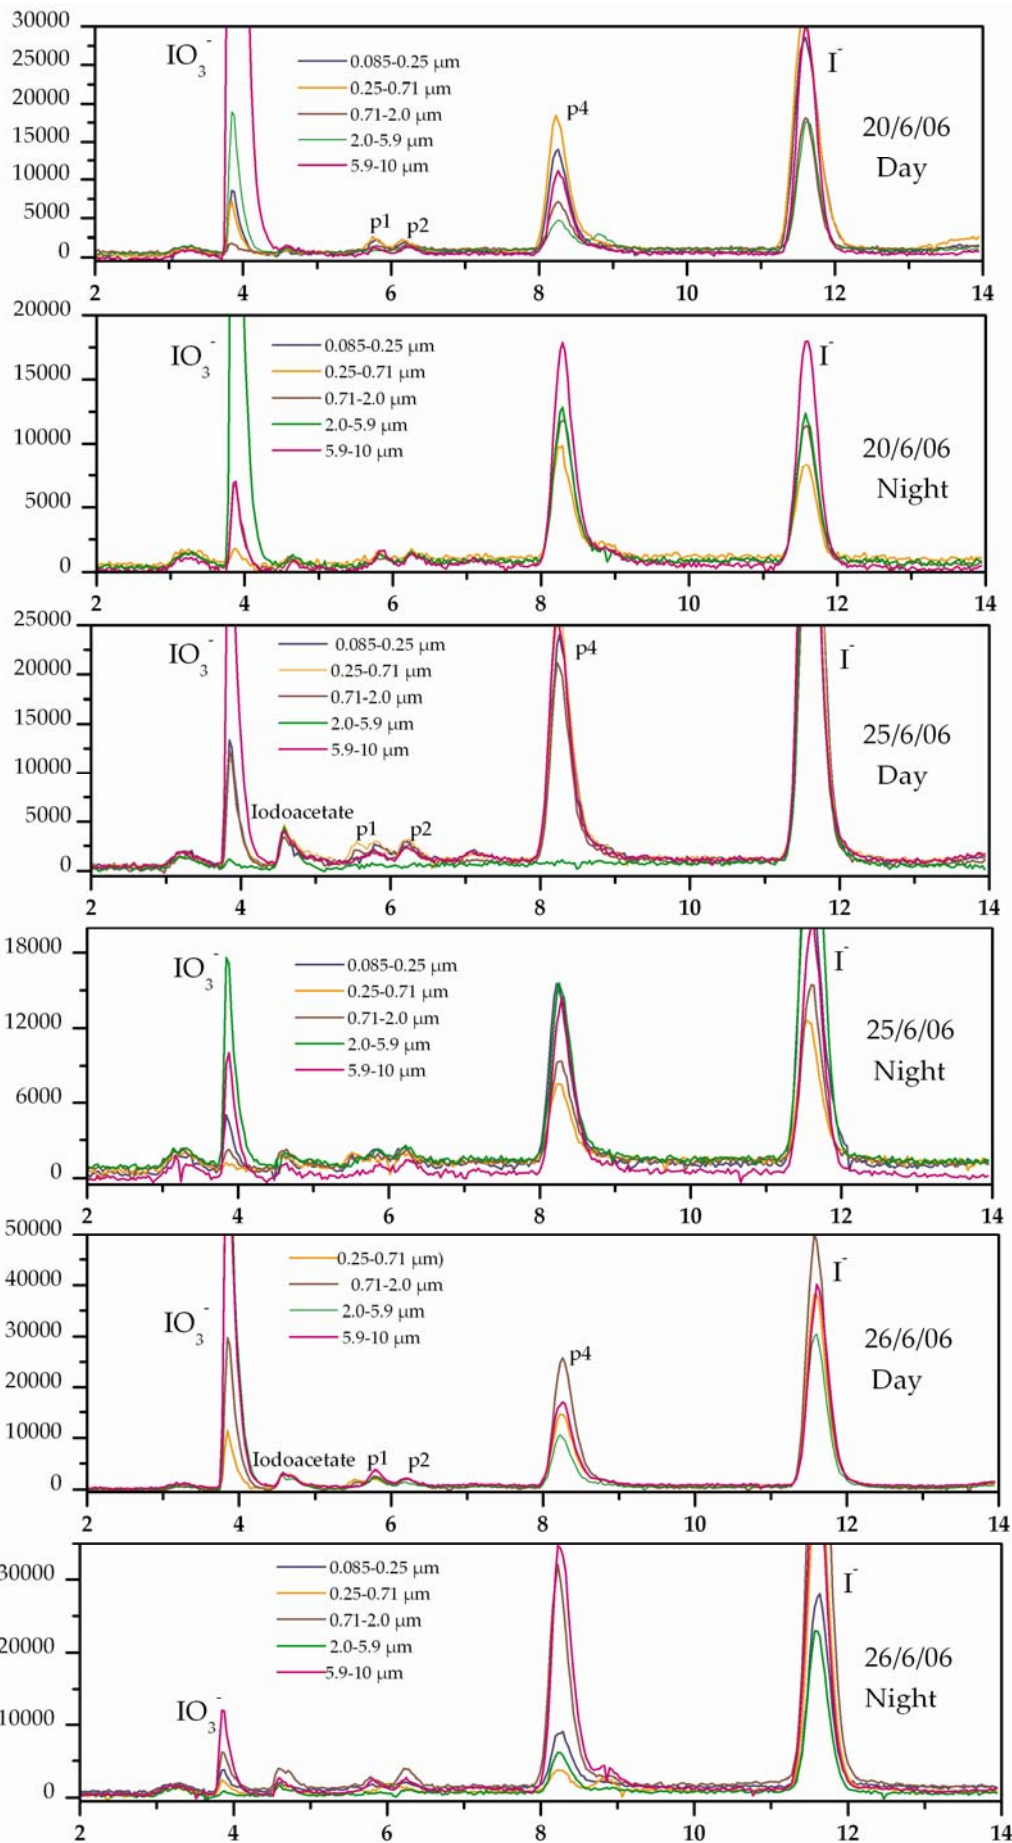 30000
25000
20000
15000
10000
5000
0
IO3-
0.085-0.25 µm
0.25-0.71 µm
0.71-2.0 µm
2.0-5.9 µm
5.9-10 µm
p1
p2
p4
I-
20/6/06
Day
2 4 6 8 10 12 14
20000
15000
10000
5000
0
IO3-
0.085-0.25 µm
0.25-0.71 µm
0.71-2.0 µm
2.0-5.9 µm
5.9-10 µm
I-
20/6/06
Night
2 4 6 8 10 12 14
25000
20000
15000
10000
5000
0
IO3-
0.085-0.25 µm
0.25-0.71 µm
0.71-2.0 µm
2.0-5.9 µm
5.9-10 µm
Iodoacetate
p1
p2
p4
I-
25/6/06
Day
2 4 6 8 10 12 14
18000
12000
6000
0
IO3-
0.085-0.25 µm
0.25-0.71 µm
0.71-2.0 µm
2.0-5.9 µm
5.9-10 µm
I-
25/6/06
Night
2 4 6 8 10 12 14
50000
40000
30000
20000
10000
0
IO3-
0.25-0.71 µm)
0.71-2.0 µm
2.0-5.9 µm
5.9-10 µm
Iodoacetate
p1
p2
p4
I-
26/6/06
Day
2 4 6 8 10 12 14
30000
20000
10000
0
IO3-
0.085-0.25 µm
0.25-0.71 µm
0.71-2.0 µm
2.0-5.9 µm
5.9-10 µm
I-
26/6/06
Night
2 4 6 8 10 12 14